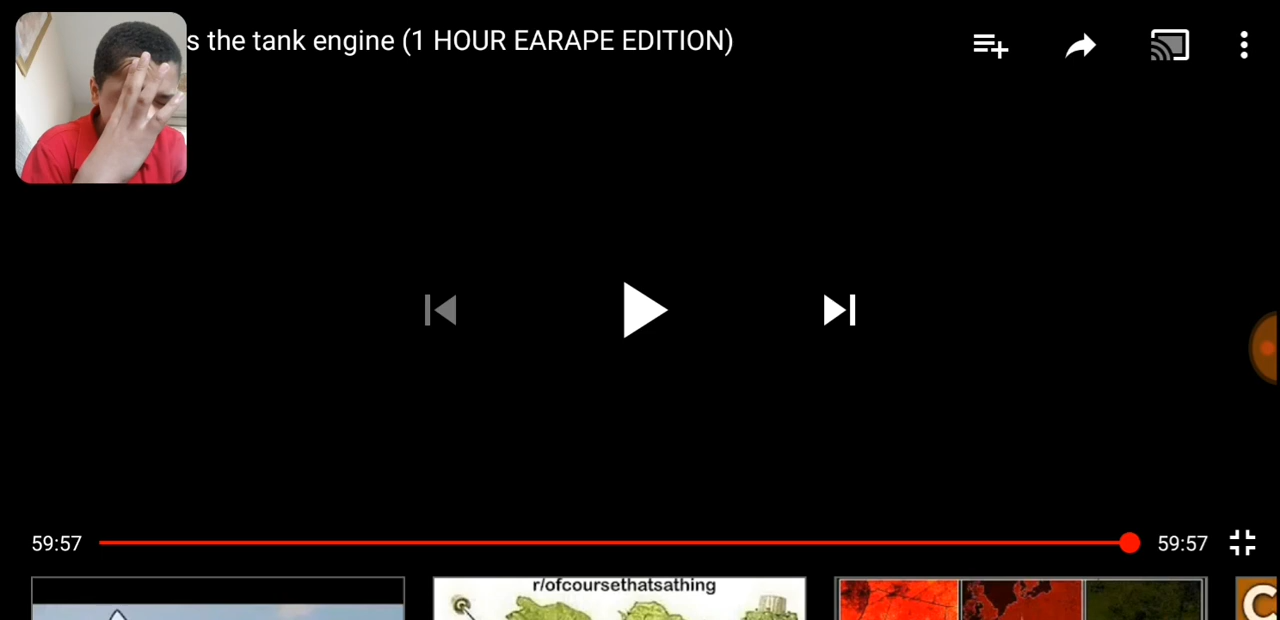 s the tank engine (1 HOUR EARAPE EDITION)
59:57
59:57
r/ofcoursethatsathing
C